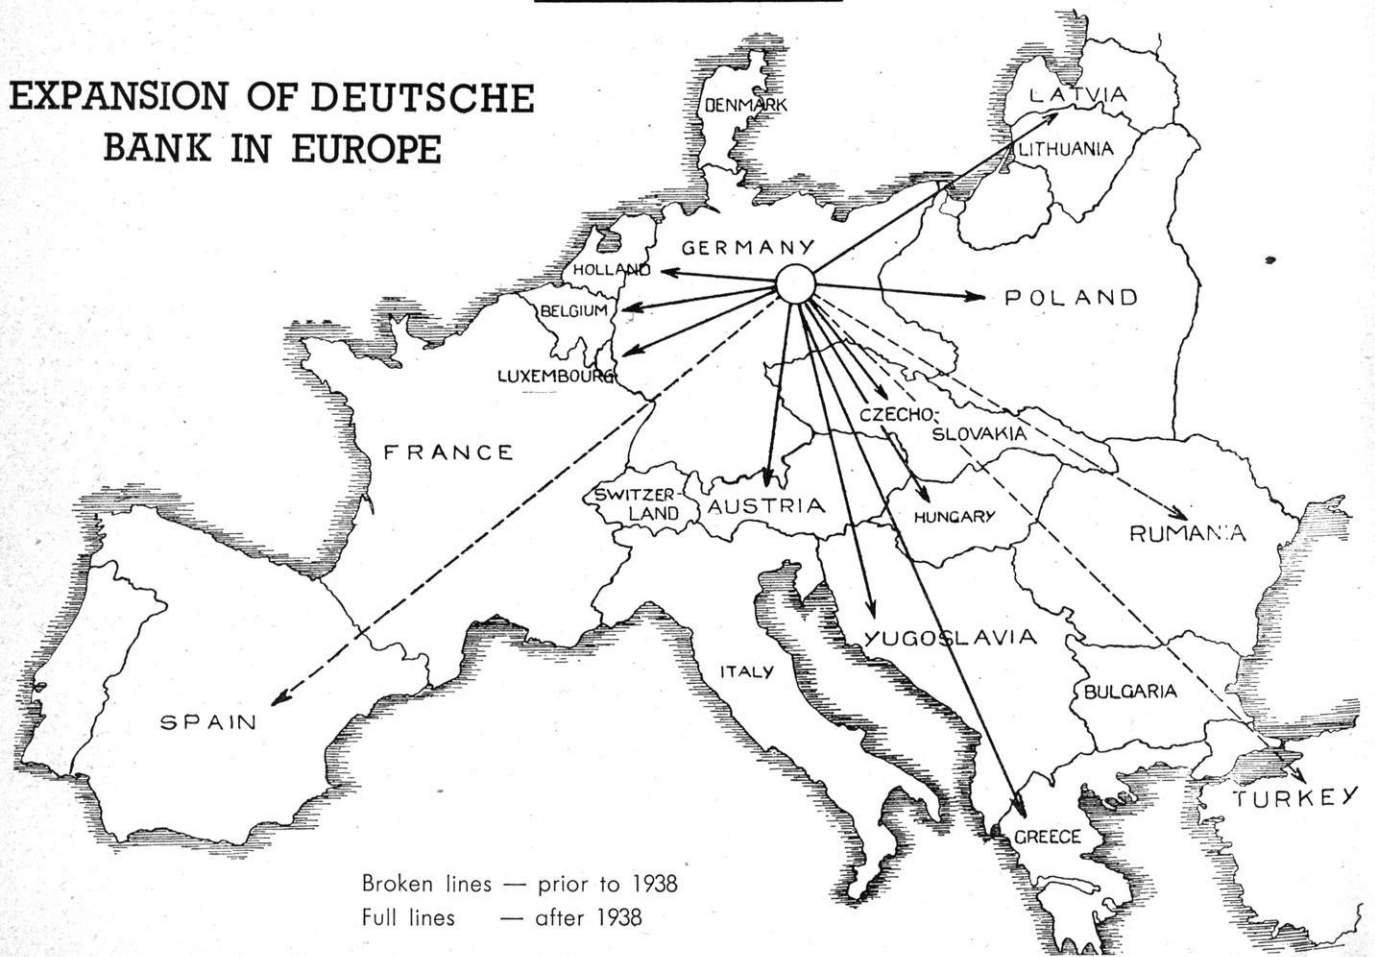 EXPANSION OF DEUTSCHE
BANK IN EUROPE
DENMARK
LATVIA
LITHUANIA
GERMANY
HOLLAND
POLAND
BELGIUM
LUXEMBOURG
CZECHO-
SLOVAKIA
FRANCE
SWITZER-
LAND
AUSTRIA
HUNGARY
RUMANIA
YUGOSLAVIA
ITALY
BULGARIA
SPAIN
TURKEY
GREECE
Broken lines — prior to 1938
Full lines — after 1938